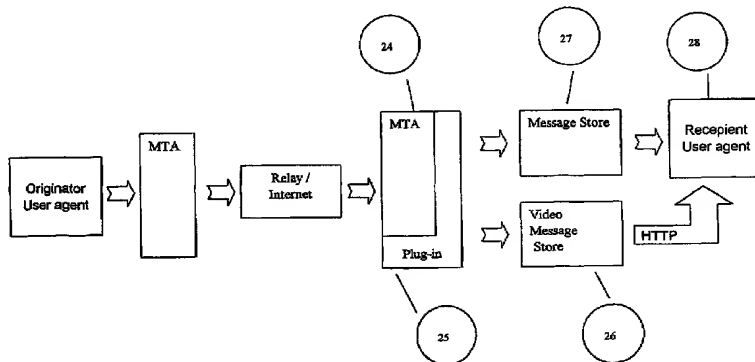 24
27
28
MTA
Message Store
Recepient
User agent
MTA
Originator
User agent
Relay /
Internet
Plug-in
Video
Message
Store
HTTP
25
26